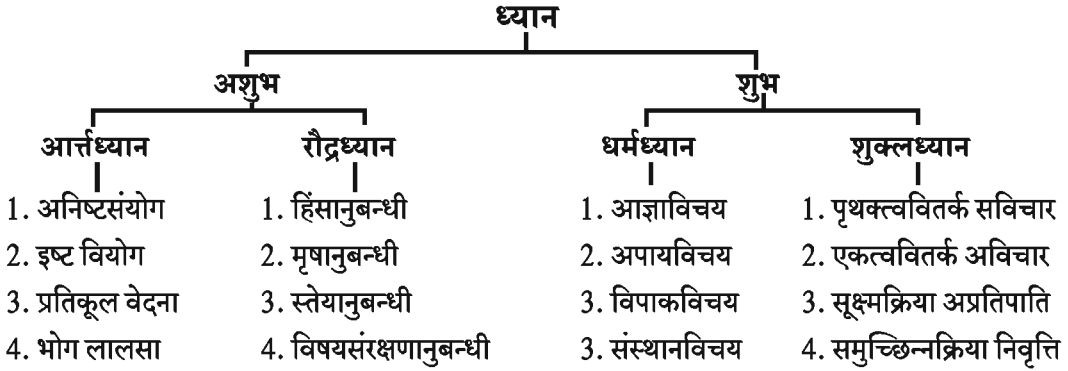 ध्यान
अशुभ
शुभ
आर्त्तध्यान
रौद्रध्यान
धर्मध्यान
शुक्लध्यान
1. अनिष्टसंयोग
2. इष्ट वियोग
3. प्रतिकूल वेदना
4. भोग लालसा
1. हिंसानुबन्धी
2. मृषानुबन्धी
3. स्तेयानुबन्धी
4. विषयसंरक्षणानुबन्धी
1. आज्ञाविचय
2. अपायविचय
3. विपाकविचय
3. संस्थानविचय
1. पृथक्त्ववितर्क सविचार
2. एकत्ववितर्क अविचार
3. सूक्ष्मक्रिया अप्रतिपाति
4. समुच्छिन्नक्रिया निवृत्ति